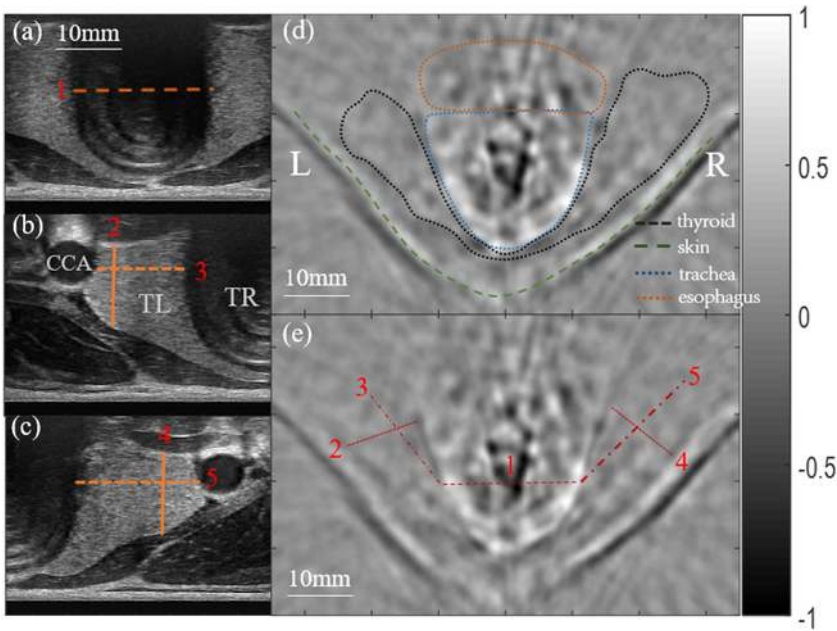 (a)
10mm
1
(b)
2
CCA
3
TL
TR
(c)
4
5
(d)
L
R
thyroid
skin
trachea
esophagus
10mm
(e)
3
2
1
5
4
10mm
1
0.5
0
-0.5
-1